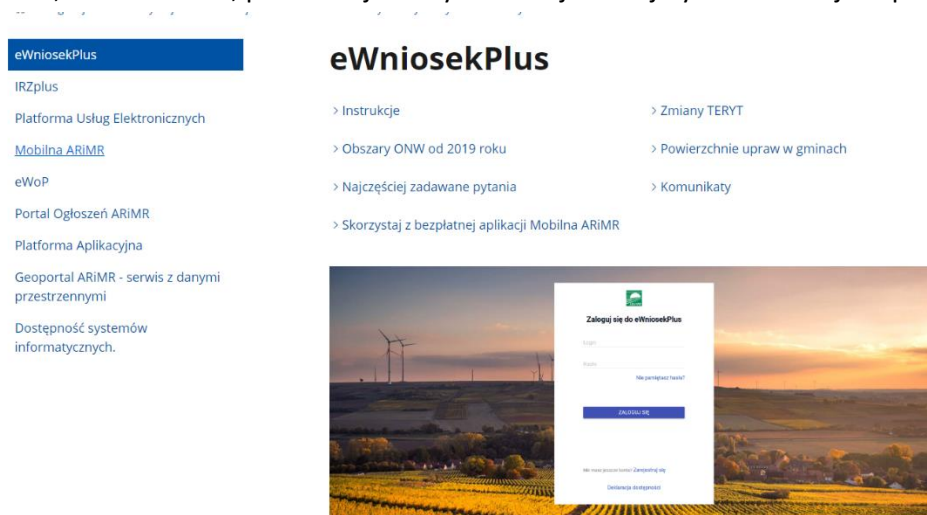 eWniosekPlus
IRZplus
Platforma Usług Elektronicznych
Mobilna ARiMR
eWoP
Portal Ogłoszeń ARiMR
Platforma Aplikacyjna
Geoportal ARiMR - serwis z danymi
przestrzennymi
Dostępność systemów
informatycznych.
eWniosekPlus
> Instrukcje
> Zmiany TERYT
> Obszary ONW od 2019 roku
> Powierzchnie upraw w gminach
> Najczęściej zadawane pytania
> Komunikaty
> Skorzystaj z bezpłatnej aplikacji Mobilna ARiMR
Zaloguj się do eWniosekPlus
Login
Hasło
Nie pamiętasz hasła?
ZALOGUJ SIĘ
Nie masz jeszcze konta? Zarejestruj się
Deklaracja dostępności